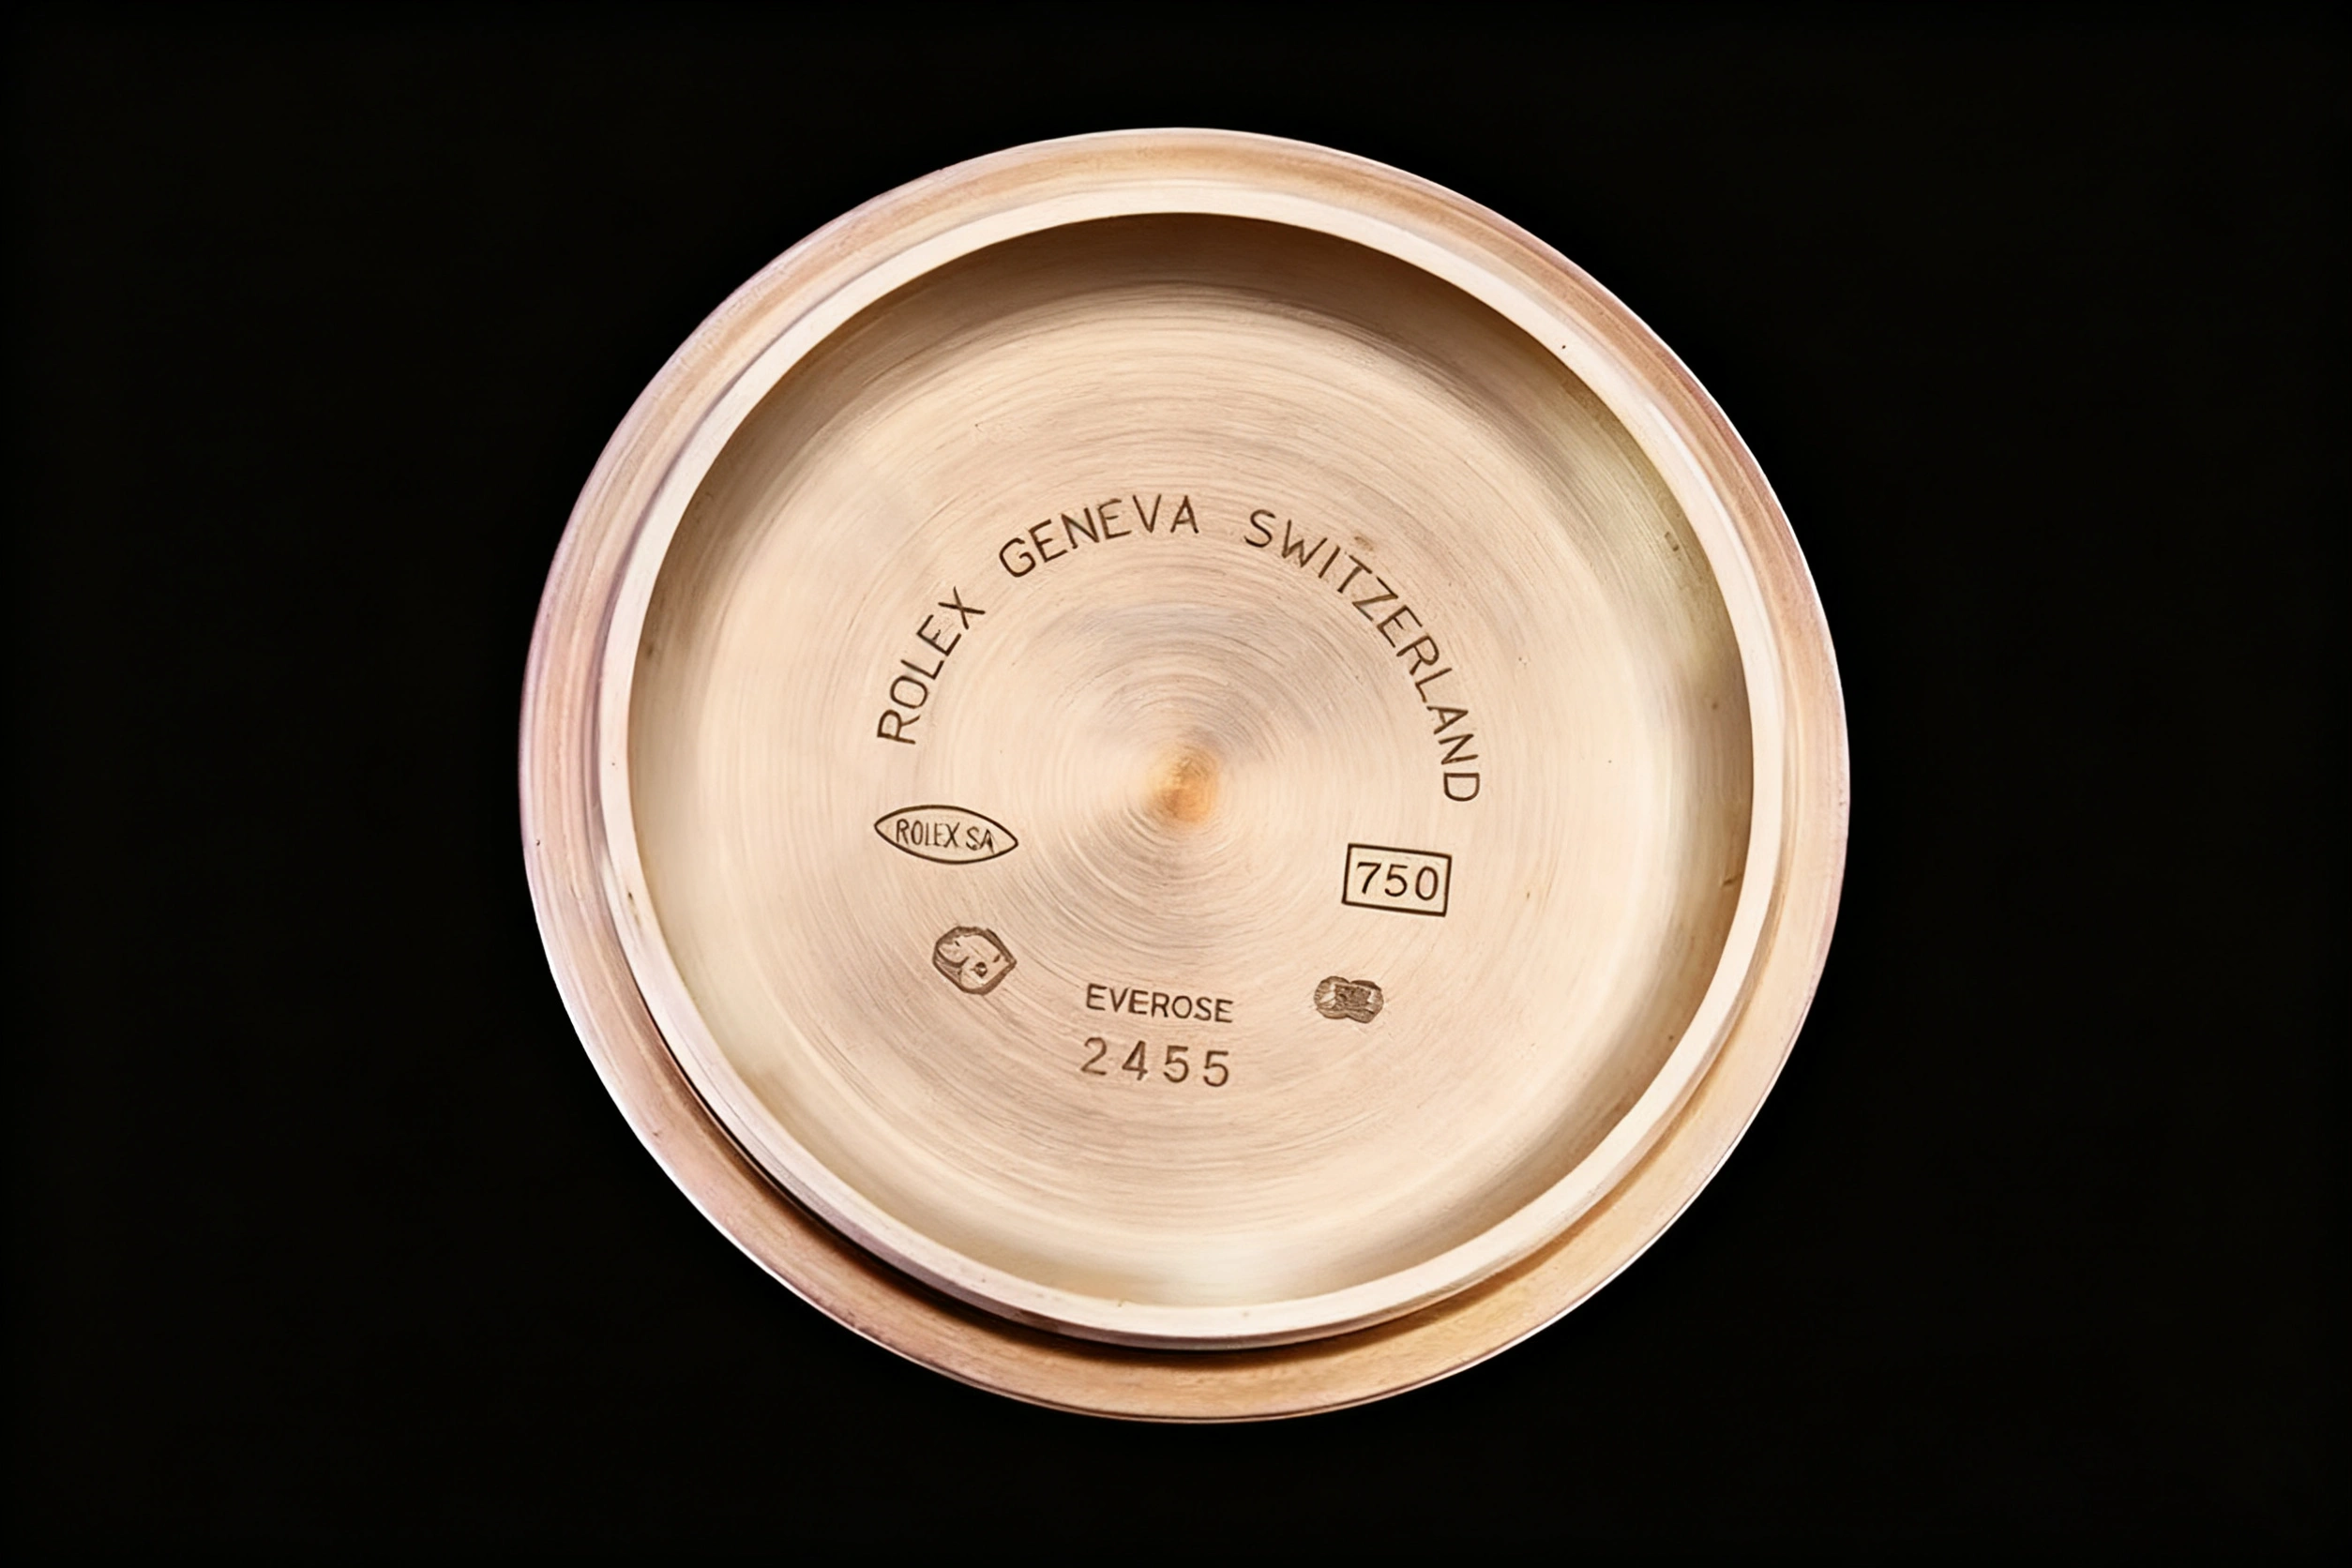 ROLEX GENEVA SWITZERLAND
ROLEX SA
750
EVEROSE
2455